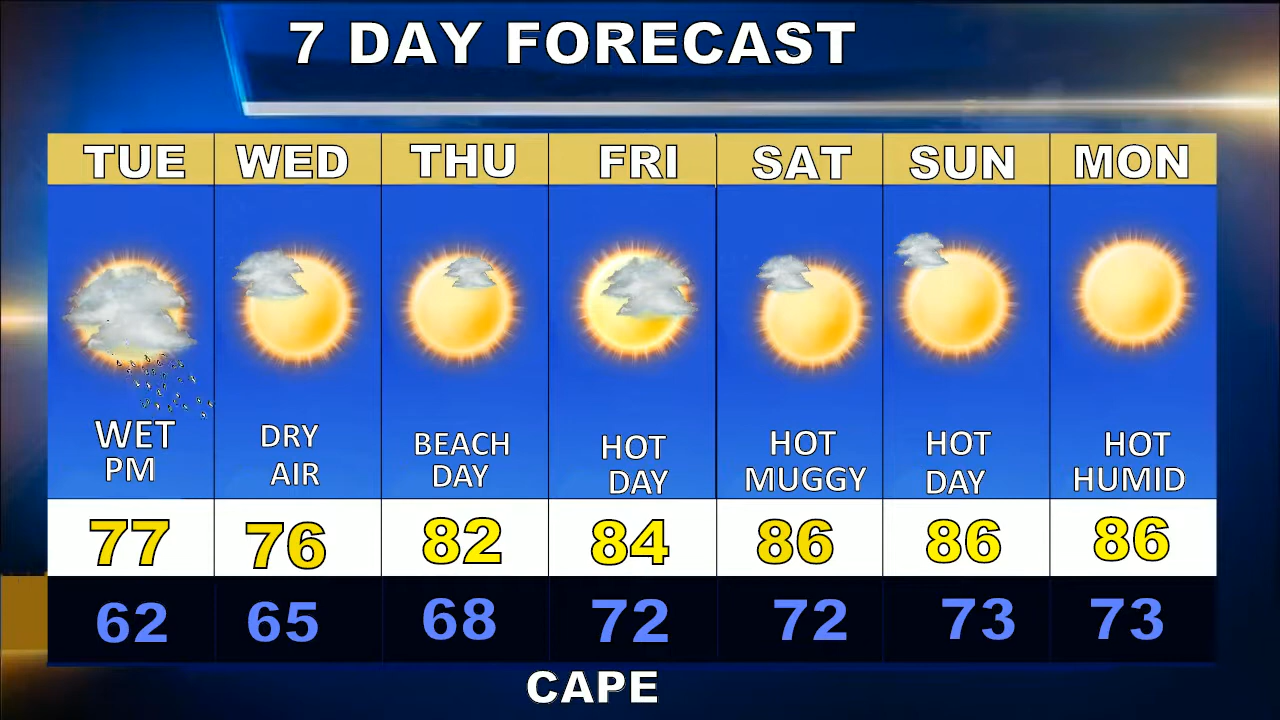 7 DAY FORECAST
TUE WED THU FRI SAT SUN MON
WET PM
DRY AIR
BEACH DAY
HOT DAY
HOT MUGGY
HOT DAY
HOT HUMID
77 76 82 84 86 86 86
62 65 68 72 72 73 73
CAPE